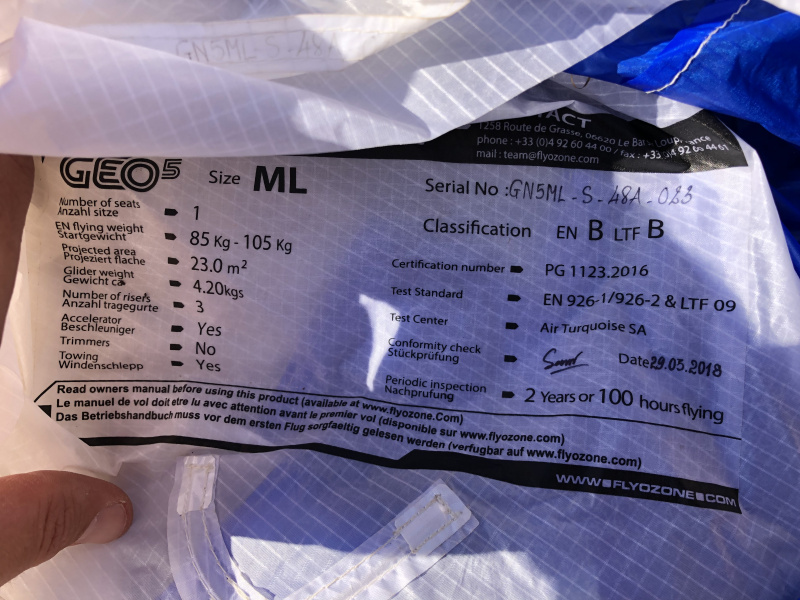 GN5ML-S-48A
CONTACT
1258 Route de Grasse, 06620 Le Bar Loup, France
phone : +33 (0)4 92 60 44 00 / fax : +33 (0)4 92 60 44 61
mail : team@flyozone.com
GEO5
Size ML
Serial No : GN5ML-S-48A-083
Classification EN B LTF B
Number of seats
Anzahl sitze
1
EN flying weight
Startgewicht
85 Kg - 105 Kg
Projected area
Projeziert flache
23.0 m²
Glider weight
Gewicht ca
4.20kgs
Number of risers
Anzahl tragegurte
3
Accelerator
Beschleuniger
Yes
Trimmers
No
Towing
Windenschlepp
Yes
Certification number PG 1123.2016
Test Standard EN 926-1/926-2 & LTF 09
Test Center Air Turquoise SA
Conformity check
Stückprüfung
Date 29.05.2018
Periodic inspection
Nachprufung
2 Years or 100 hours flying
Read owners manual before using this product (available at www.flyozone.Com)
Le manuel de vol doit etre lu avec attention avant le premier vol (disponible sur www.flyozone.com)
Das Betriebshandbuch muss vor dem ersten Flug sorgfaeltig gelesen werden (verfugbar auf www.flyozone.com)
WWW.FLYOZONE.COM